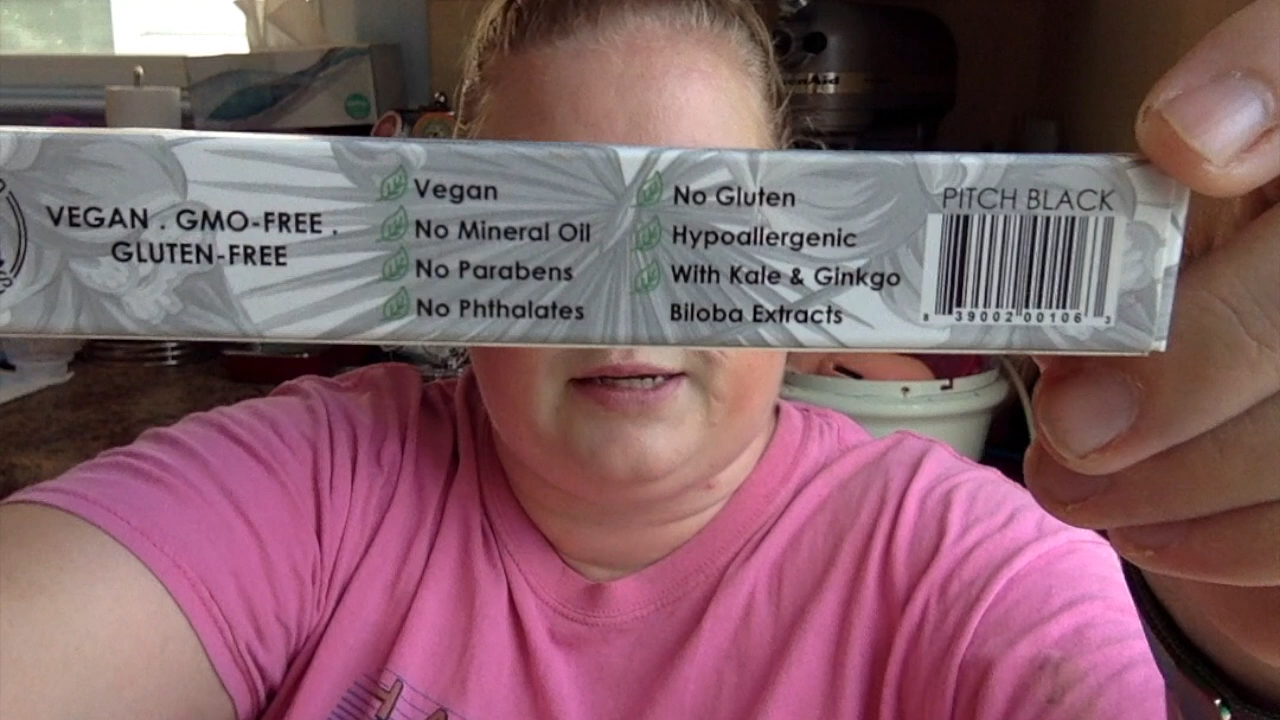 VEGAN . GMO-FREE .
GLUTEN-FREE
Vegan
No Mineral Oil
No Parabens
No Phthalates
No Gluten
Hypoallergenic
With Kale & Ginkgo
Biloba Extracts
PITCH BLACK
8 39002 00106 3